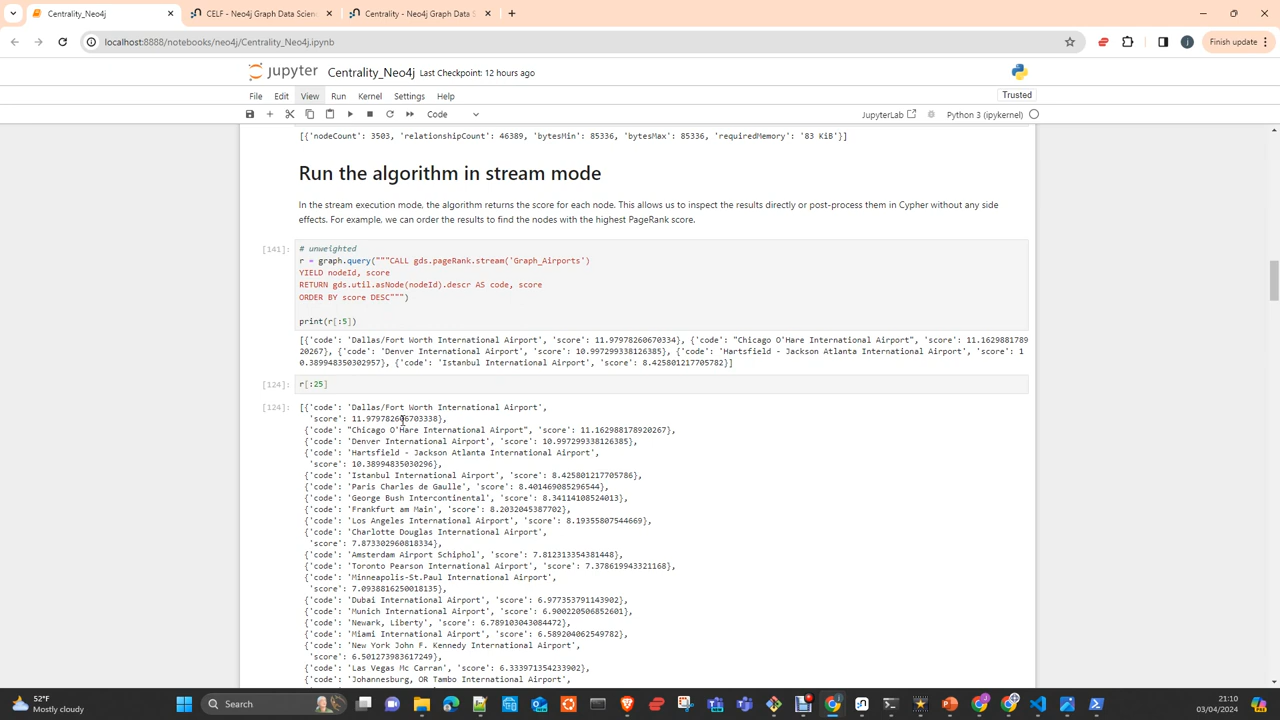 Centrality_Neo4j
CELF - Neo4j Graph Data Scien
Centrality - Neo4j Graph Data S
localhost:8888/notebooks/neo4j/Centrality_Neo4j.ipynb
Finish update
jupyter Centrality_Neo4j Last Checkpoint: 12 hours ago
File Edit View Run Kernel Settings Help
Trusted
Code
JupyterLab
Python 3 (ipykernel)
[{'nodeCount': 3503, 'relationshipCount': 46389, 'bytesMin': 85336, 'bytesMax': 85336, 'requiredMemory': '83 KiB'}]
Run the algorithm in stream mode
In the stream execution mode, the algorithm returns the score for each node. This allows us to inspect the results directly or post-process them in Cypher without any side
effects. For example, we can order the results to find the nodes with the highest PageRank score.
[141]: # unweighted
r = graph.query("""CALL gds.pageRank.stream('Graph_Airports')
YIELD nodeId, score
RETURN gds.util.asNode(nodeId).descr AS code, score
ORDER BY score DESC""")
print(r[:5])
[{'code': 'Dallas/Fort Worth International Airport', 'score': 11.97978260670334}, {'code': "Chicago O'Hare International Airport", 'score': 11.1629881789
20267}, {'code': 'Denver International Airport', 'score': 10.997299338126385}, {'code': 'Hartsfield - Jackson Atlanta International Airport', 'score': 1
0.389948350302957}, {'code': 'Istanbul International Airport', 'score': 8.425801217705782}]
[124]: r[:25]
[124]: [{'code': 'Dallas/Fort Worth International Airport',
'score': 11.979782606703338},
{'code': "Chicago O'Hare International Airport", 'score': 11.162988178920267},
{'code': 'Denver International Airport', 'score': 10.997299338126385},
{'code': 'Hartsfield - Jackson Atlanta International Airport',
'score': 10.38994835030296},
{'code': 'Istanbul International Airport', 'score': 8.425801217705786},
{'code': 'Paris Charles de Gaulle', 'score': 8.401469085296544},
{'code': 'George Bush Intercontinental', 'score': 8.34114108524013},
{'code': 'Frankfurt am Main', 'score': 8.2032045387702},
{'code': 'Los Angeles International Airport', 'score': 8.19355807544669},
{'code': 'Charlotte Douglas International Airport',
'score': 7.873302960818334},
{'code': 'Amsterdam Airport Schiphol', 'score': 7.812313354381448},
{'code': 'Toronto Pearson International Airport', 'score': 7.378619943321168},
{'code': 'Minneapolis-St.Paul International Airport',
'score': 7.0938816250018135},
{'code': 'Dubai International Airport', 'score': 6.977353791143902},
{'code': 'Munich International Airport', 'score': 6.900220506852601},
{'code': 'Newark, Liberty', 'score': 6.789103043084472},
{'code': 'Miami International Airport', 'score': 6.589204062549782},
{'code': 'New York John F. Kennedy International Airport',
'score': 6.501273983617249},
{'code': 'Las Vegas Mc Carran', 'score': 6.333971354233902},
{'code': 'Johannesburg, OR Tambo International Airport',
52°F
Mostly cloudy
Search
21:10
03/04/2024